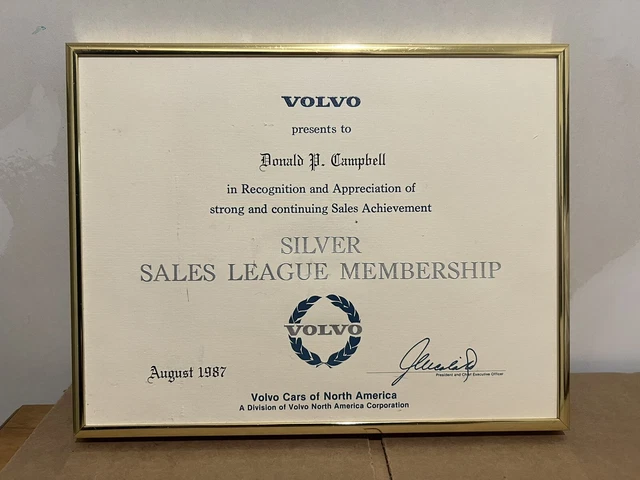 VOLVO
presents to
Donald P. Campbell
in Recognition and Appreciation of
strong and continuing Sales Achievement
SILVER
SALES LEAGUE MEMBERSHIP
VOLVO
August 1987
President and Chief Executive Officer
Volvo Cars of North America
A Division of Volvo North America Corporation